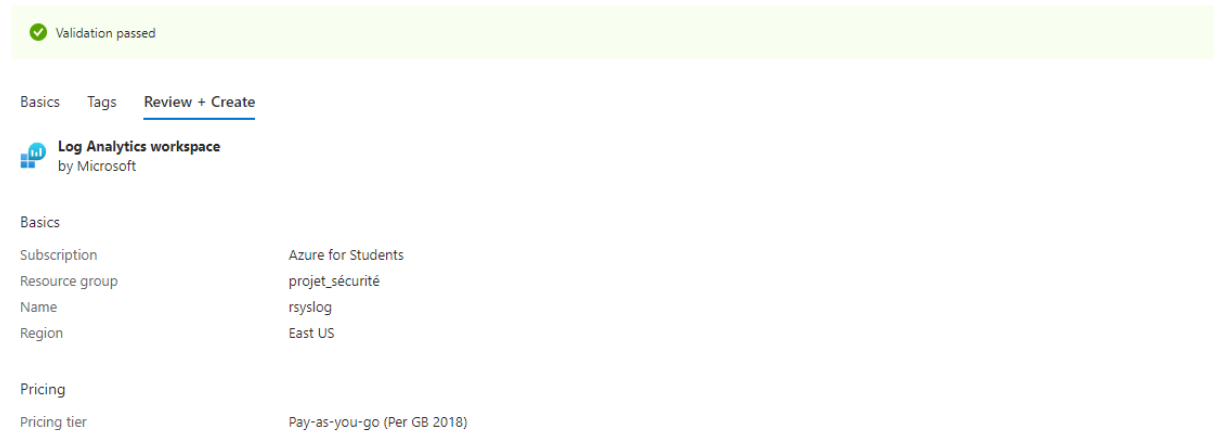 Validation passed
Basics Tags Review + Create
Log Analytics workspace
by Microsoft
Basics
Subscription Azure for Students
Resource group projet_sécurité
Name rsyslog
Region East US
Pricing
Pricing tier Pay-as-you-go (Per GB 2018)